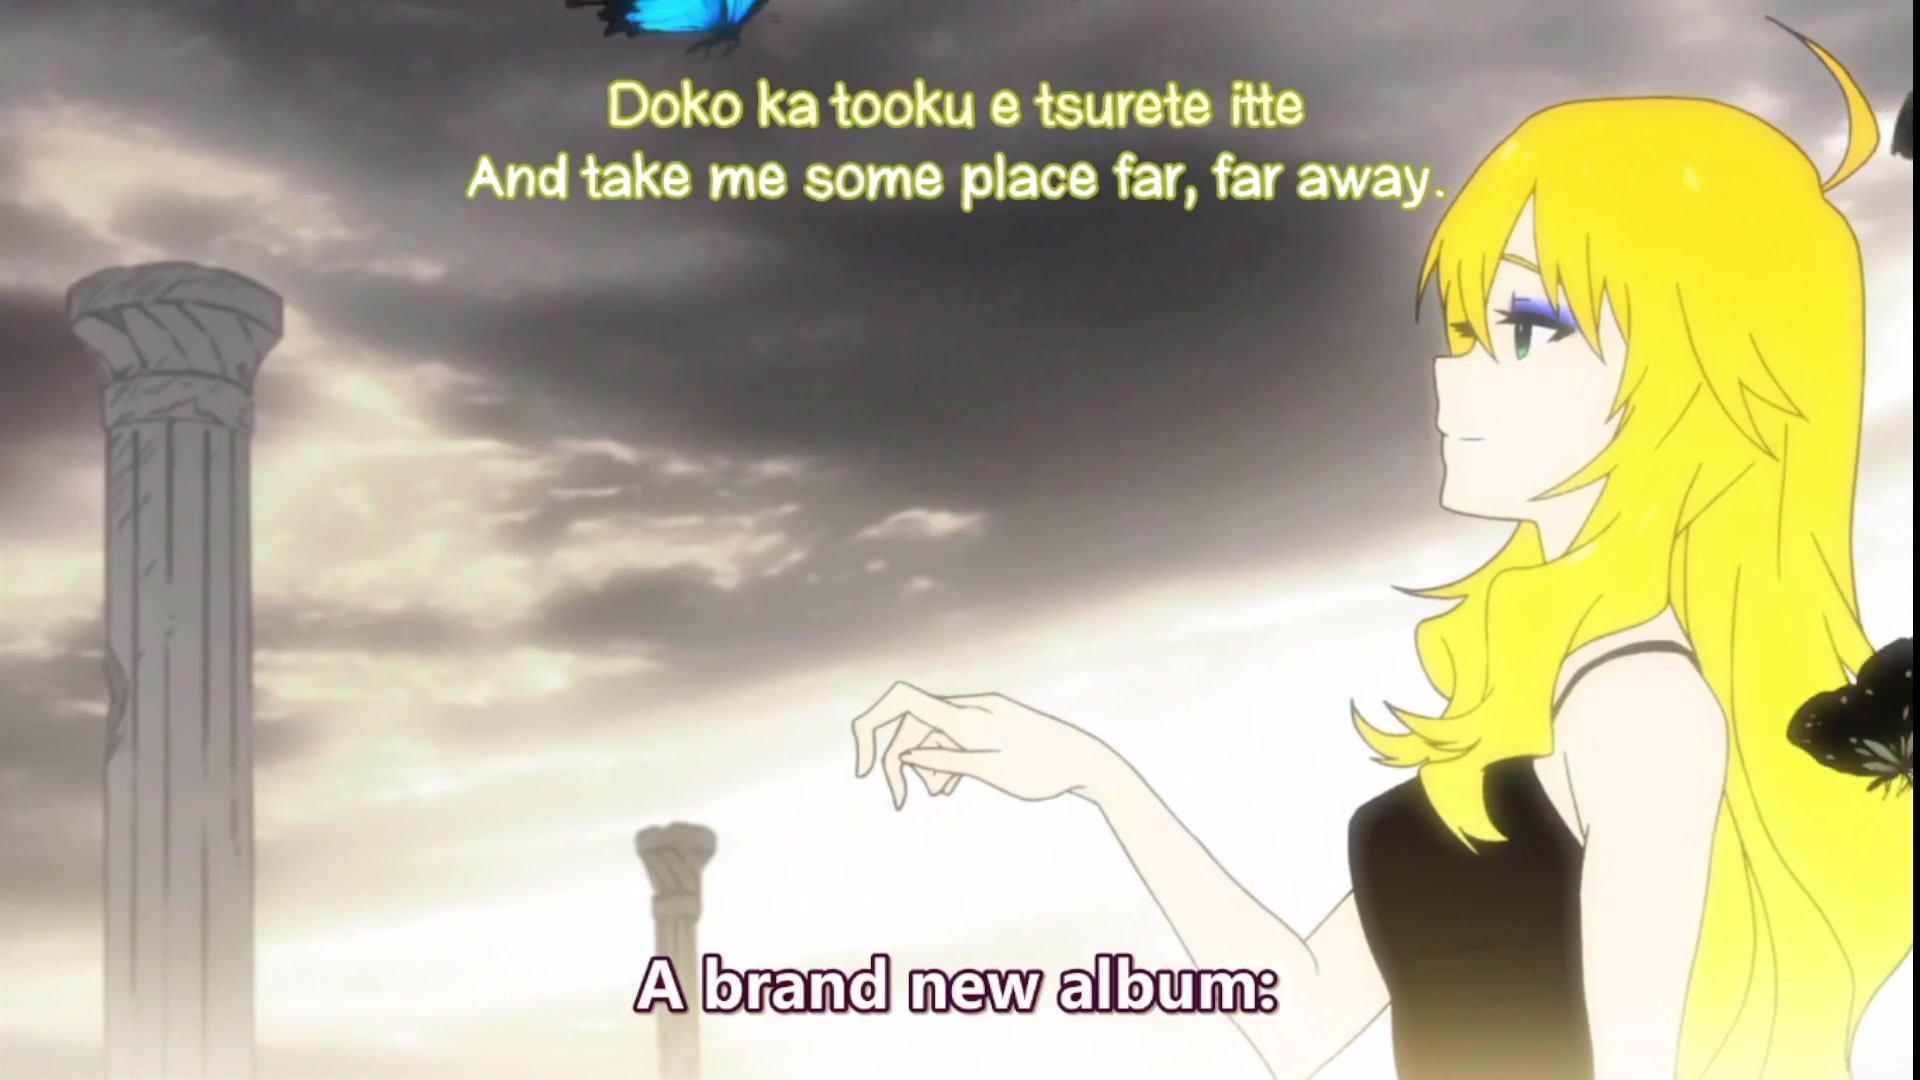 Doko ka tooku e tsurete itte
And take me some place far, far away.
A brand new album: